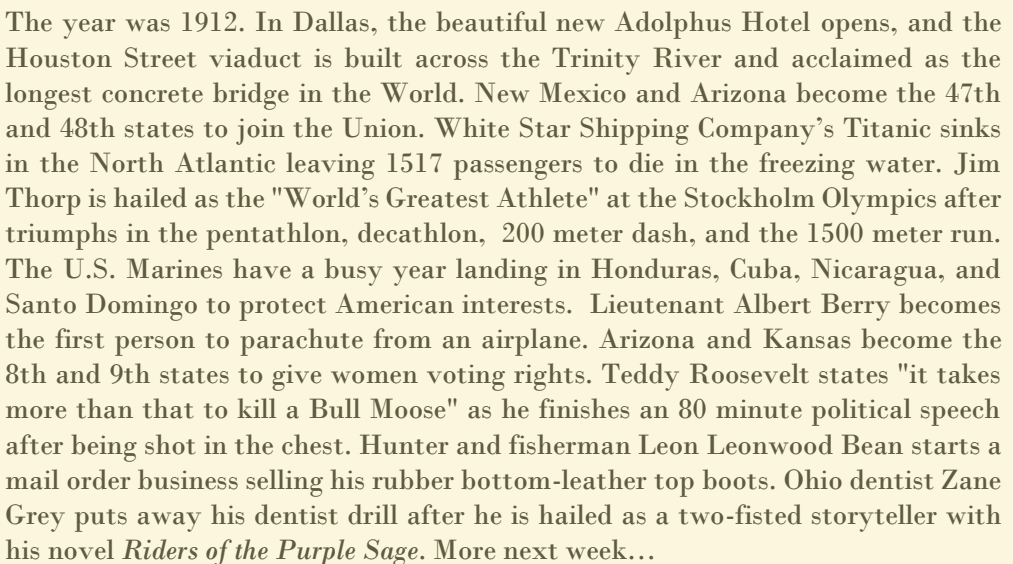 The year was 1912. In Dallas, the beautiful new Adolphus Hotel opens, and the
Houston Street viaduct is built across the Trinity River and acclaimed as the
longest concrete bridge in the World. New Mexico and Arizona become the 47th
and 48th states to join the Union. White Star Shipping Company’s Titanic sinks
in the North Atlantic leaving 1517 passengers to die in the freezing water. Jim
Thorp is hailed as the "World’s Greatest Athlete" at the Stockholm Olympics after
triumphs in the pentathlon, decathlon,  200 meter dash, and the 1500 meter run.
The U.S. Marines have a busy year landing in Honduras, Cuba, Nicaragua, and
Santo Domingo to protect American interests.  Lieutenant Albert Berry becomes
the first person to parachute from an airplane. Arizona and Kansas become the
8th and 9th states to give women voting rights. Teddy Roosevelt states "it takes
more than that to kill a Bull Moose" as he finishes an 80 minute political speech
after being shot in the chest. Hunter and fisherman Leon Leonwood Bean starts a
mail order business selling his rubber bottom-leather top boots. Ohio dentist Zane
Grey puts away his dentist drill after he is hailed as a two-fisted storyteller with
his novel Riders of the Purple Sage. More next week…